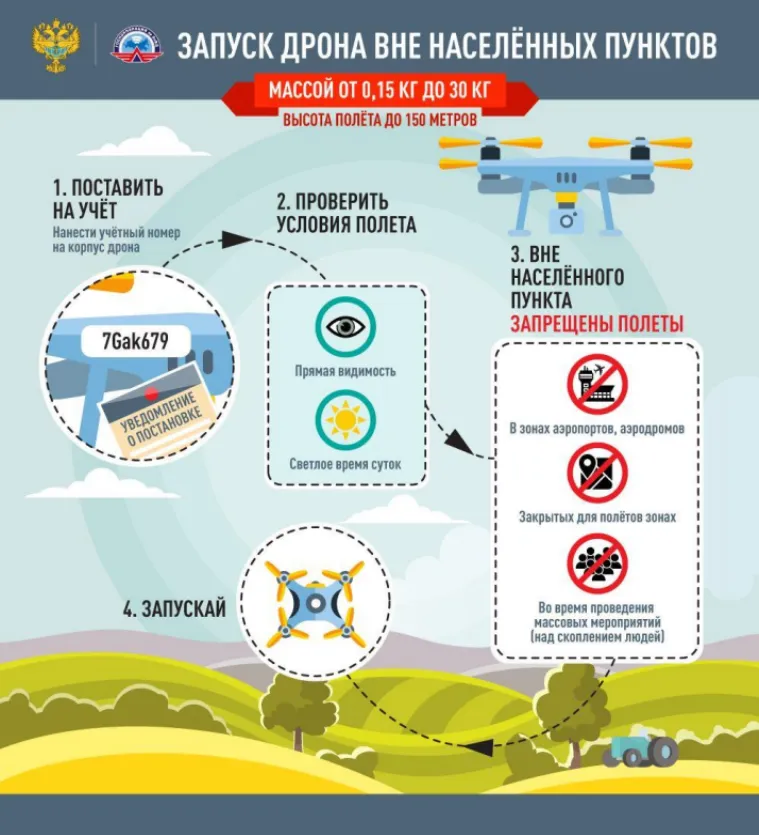 ЗАПУСК ДРОНА ВНЕ НАСЕЛЁННЫХ ПУНКТОВ
МАССОЙ ОТ 0,15 КГ ДО 30 КГ
ВЫСОТА ПОЛЁТА ДО 150 МЕТРОВ
1. ПОСТАВИТЬ
НА УЧЁТ
Нанести учётный номер
на корпус дрона
7Gak679
УВЕДОМЛЕНИЕ
О ПОСТАНОВКЕ
2. ПРОВЕРИТЬ
УСЛОВИЯ ПОЛЕТА
Прямая видимость
Светлое время суток
3. ВНЕ
НАСЕЛЁННОГО
ПУНКТА
ЗАПРЕЩЕНЫ ПОЛЕТЫ
В зонах аэропортов, аэродромов
Закрытых для полётов зонах
Во время проведения
массовых мероприятий
(над скоплением людей)
4. ЗАПУСКАЙ